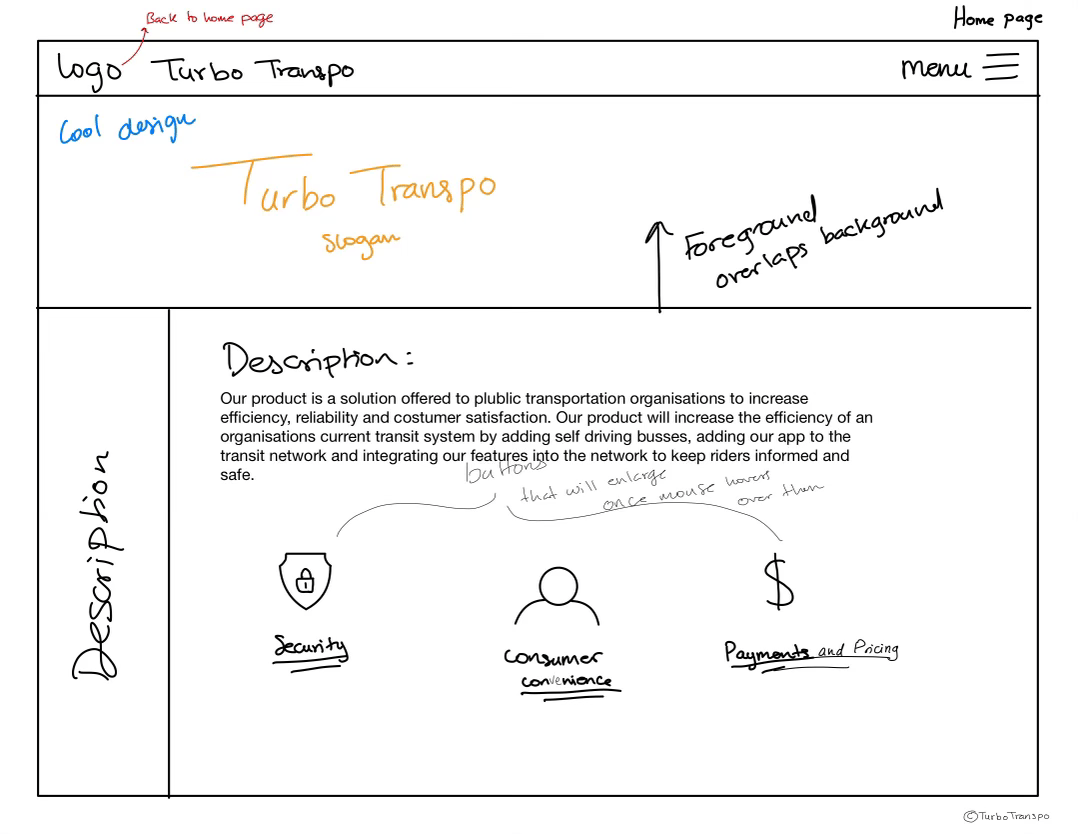 Back to home page
Home page
Logo Turbo Transpo
Menu
Cool design
Turbo Transpo
slogan
Foreground
overlaps background
Description:
Our product is a solution offered to plublic transportation organisations to increase
efficiency, reliability and costumer satisfaction. Our product will increase the efficiency of an
organisations current transit system by adding self driving busses, adding our app to the
transit network and integrating our features into the network to keep riders informed and
safe.
buttons
that will enlarge
once mouse hovers
over them
Description
$
Security
Consumer
convenience
Payments and Pricing
©TurboTranspo